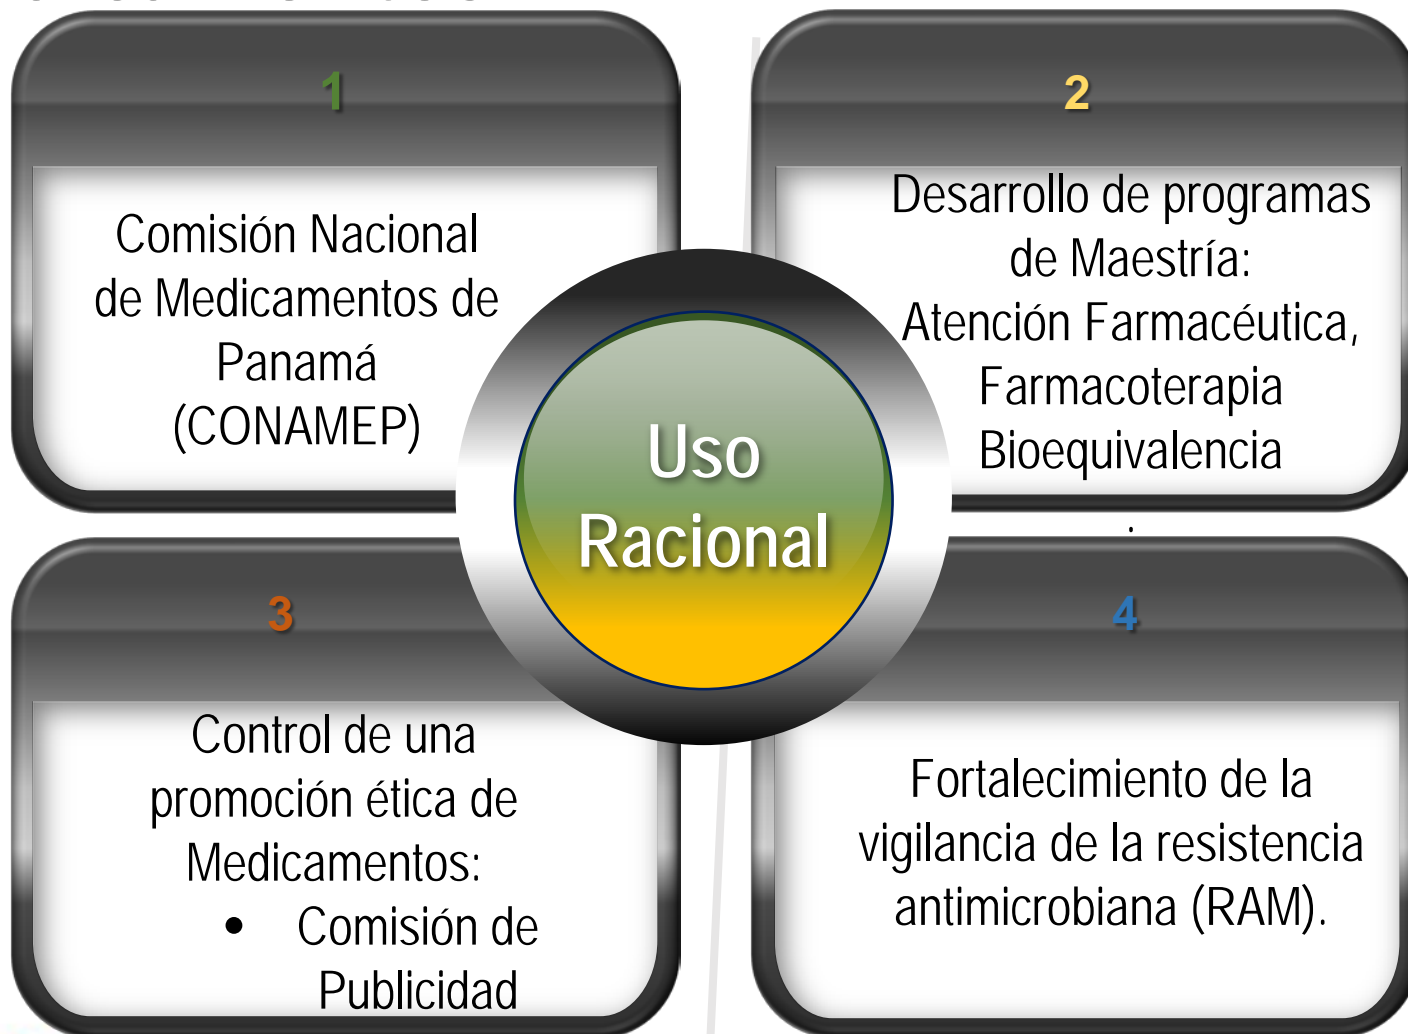 1
Comisión Nacional
de Medicamentos de
Panamá
(CONAMEP)
2
Desarrollo de programas
de Maestría:
Atención Farmacéutica,
Farmacoterapia
Bioequivalencia
.
Uso
Racional
3
Control de una
promoción ética de
Medicamentos:
• Comisión de
Publicidad
4
Fortalecimiento de la
vigilancia de la resistencia
antimicrobiana (RAM).